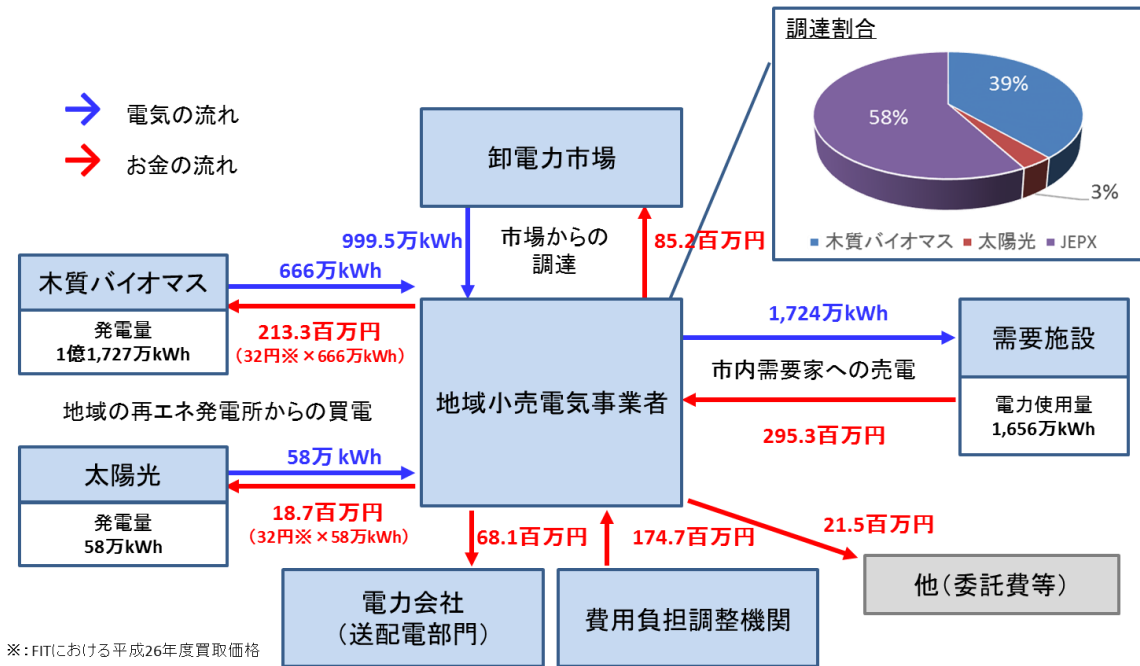 調達割合
39%
58%
3%
木質バイオマス
太陽光
JEPX
電気の流れ
お金の流れ
卸電力市場
999.5万kWh
市場からの
調達
85.2百万円
木質バイオマス
発電量
1億1,727万kWh
666万kWh
213.3百万円
(32円※×666万kWh)
地域の再エネ発電所からの買電
太陽光
発電量
58万kWh
58万 kWh
18.7百万円
(32円※×58万kWh)
地域小売電気事業者
1,724万kWh
市内需要家への売電
295.3百万円
需要施設
電力使用量
1,656万kWh
68.1百万円
174.7百万円
21.5百万円
電力会社
(送配電部門)
費用負担調整機関
他(委託費等)
※:FITにおける平成26年度買取価格